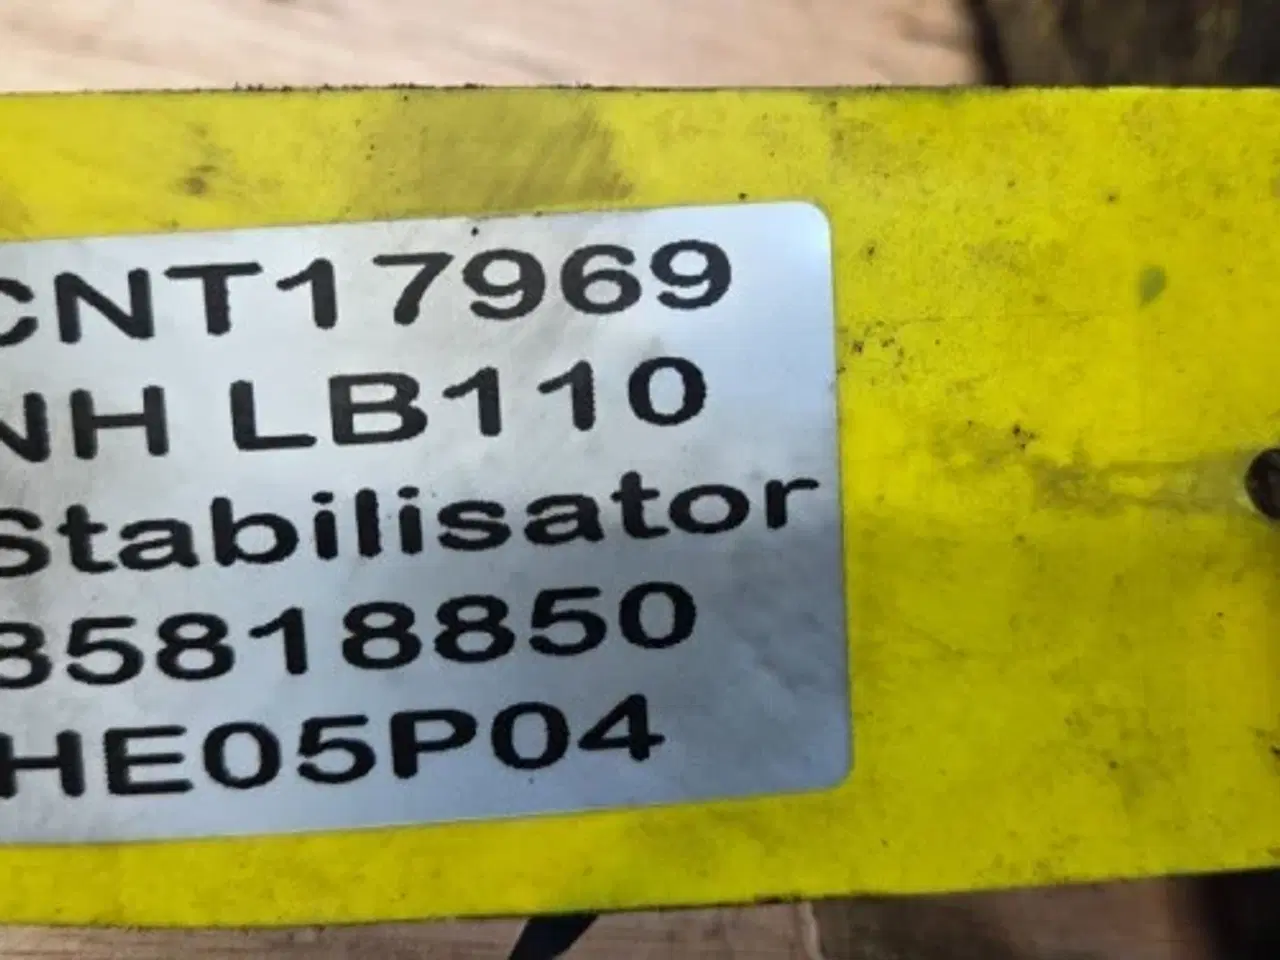 CNT17969
NH LB110
Stabilisator
85818850
HE05P04